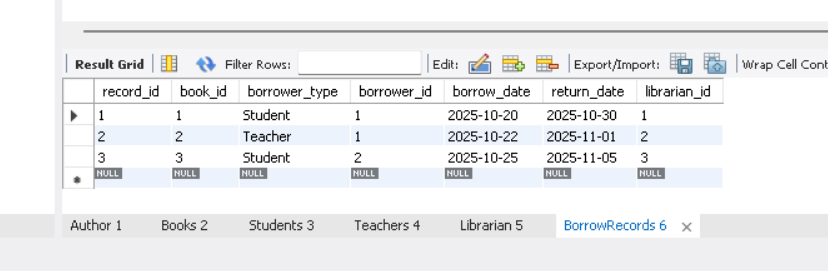 Result Grid Filter Rows: Edit: Export/Import: Wrap Cell Cont
record_id book_id borrower_type borrower_id borrow_date return_date librarian_id
1 1 Student 1 2025-10-20 2025-10-30 1
2 2 Teacher 1 2025-10-22 2025-11-01 2
3 3 Student 2 2025-10-25 2025-11-05 3
NULL NULL NULL NULL NULL NULL NULL
Author 1 Books 2 Students 3 Teachers 4 Librarian 5 BorrowRecords 6